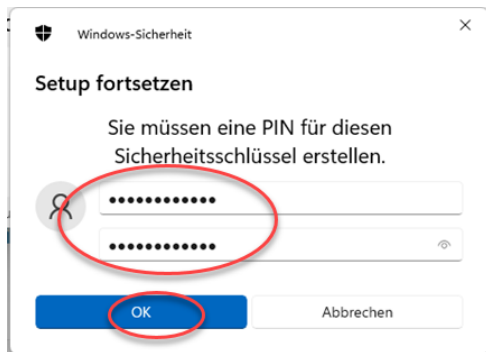 Windows-Sicherheit
Setup fortsetzen
Sie müssen eine PIN für diesen
Sicherheitsschlüssel erstellen.
••••••••••••
••••••••••••
OK
Abbrechen